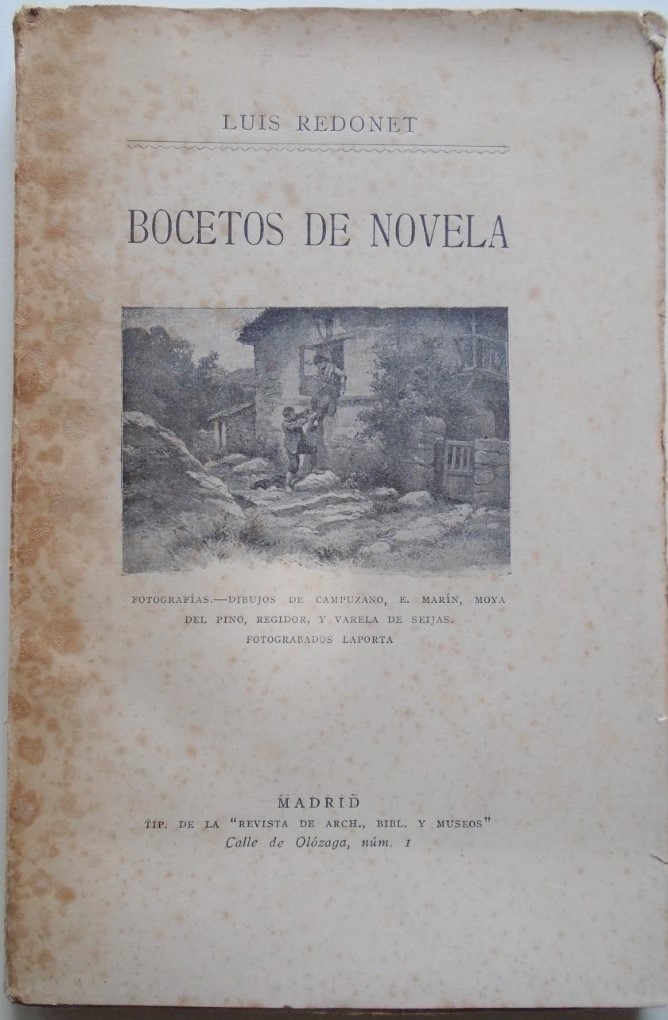 LUIS REDONET
BOCETOS DE NOVELA
FOTOGRAFÍAS.—DIBUJOS DE CAMPUZANO, E. MARÍN, MOYA
DEL PINO, REGIDOR, Y VARELA DE SEIJAS.
FOTOGRABADOS LAPORTA
MADRID
TIP. DE LA "REVISTA DE ARCH., BIBL. Y MUSEOS"
Calle de Olózaga, núm. 1